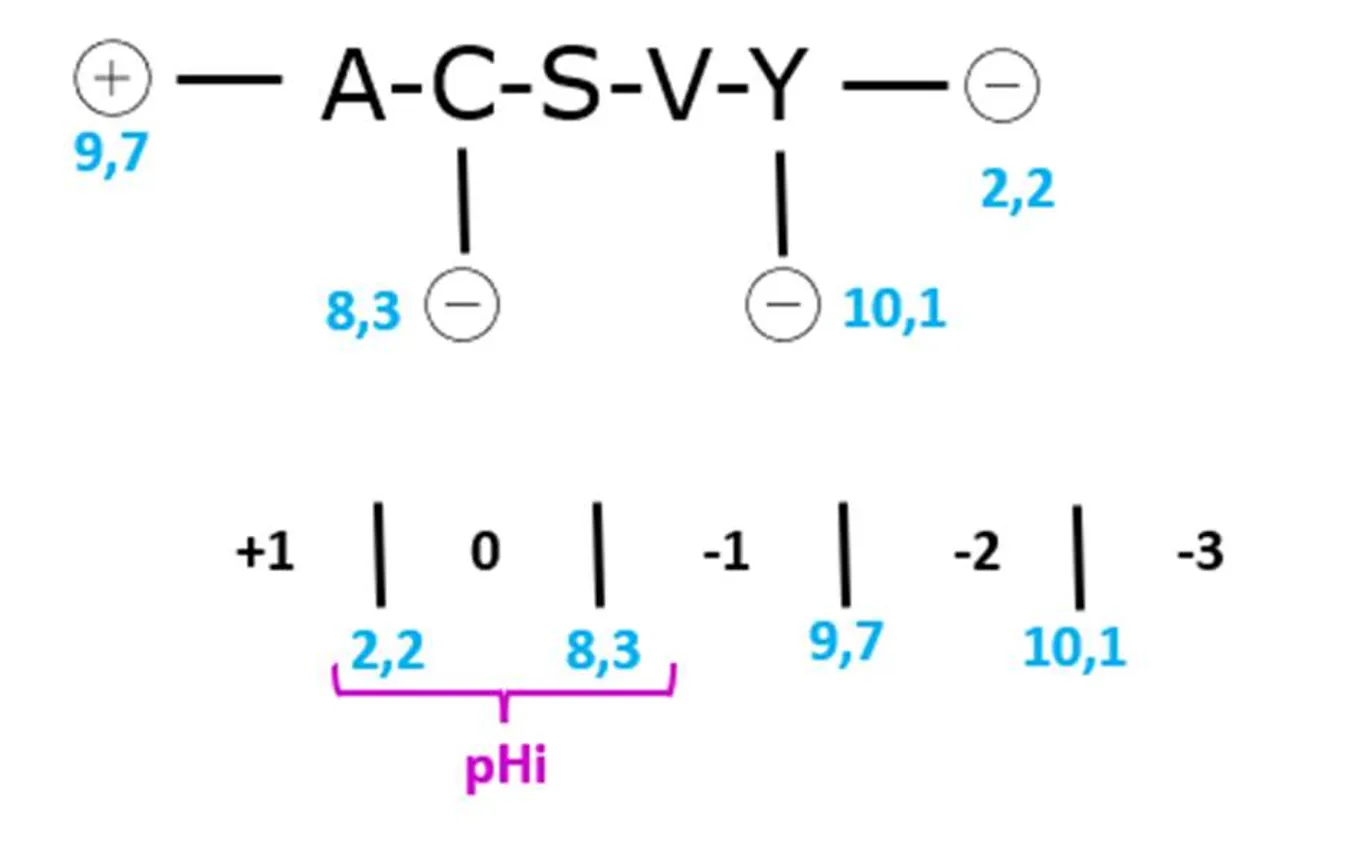 + A-C-S-V-Y −
9,7
2,2
8,3 − − 10,1
+1 0 -1 -2 -3
2,2 8,3 9,7 10,1
pHi